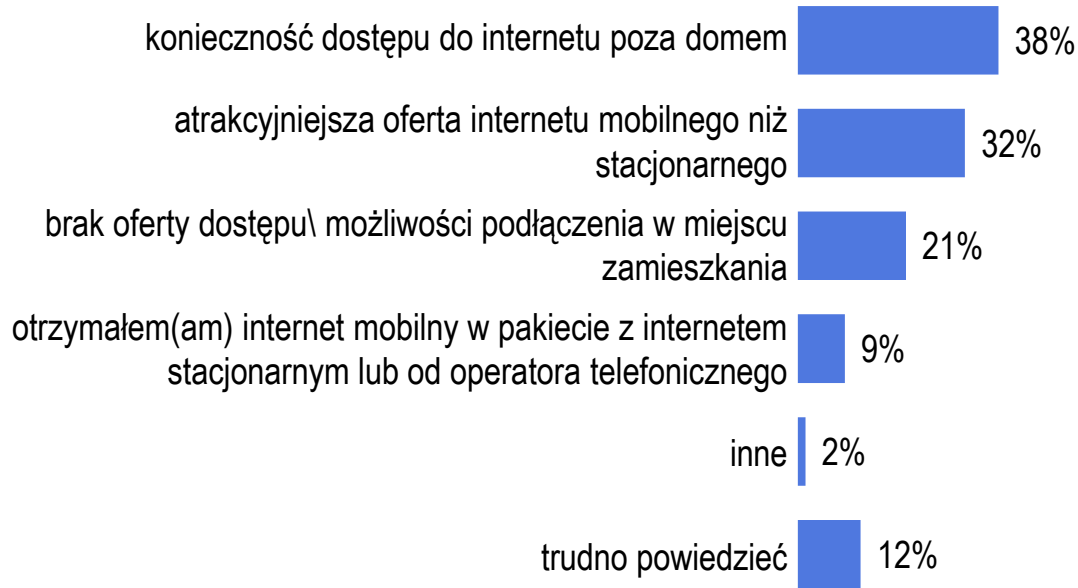 konieczność dostępu do internetu poza domem
38%
atrakcyjniejsza oferta internetu mobilnego niż
stacjonarnego
32%
brak oferty dostępu\ możliwości podłączenia w miejscu
zamieszkania
21%
otrzymałem(am) internet mobilny w pakiecie z internetem
stacjonarnym lub od operatora telefonicznego
9%
inne
2%
trudno powiedzieć
12%